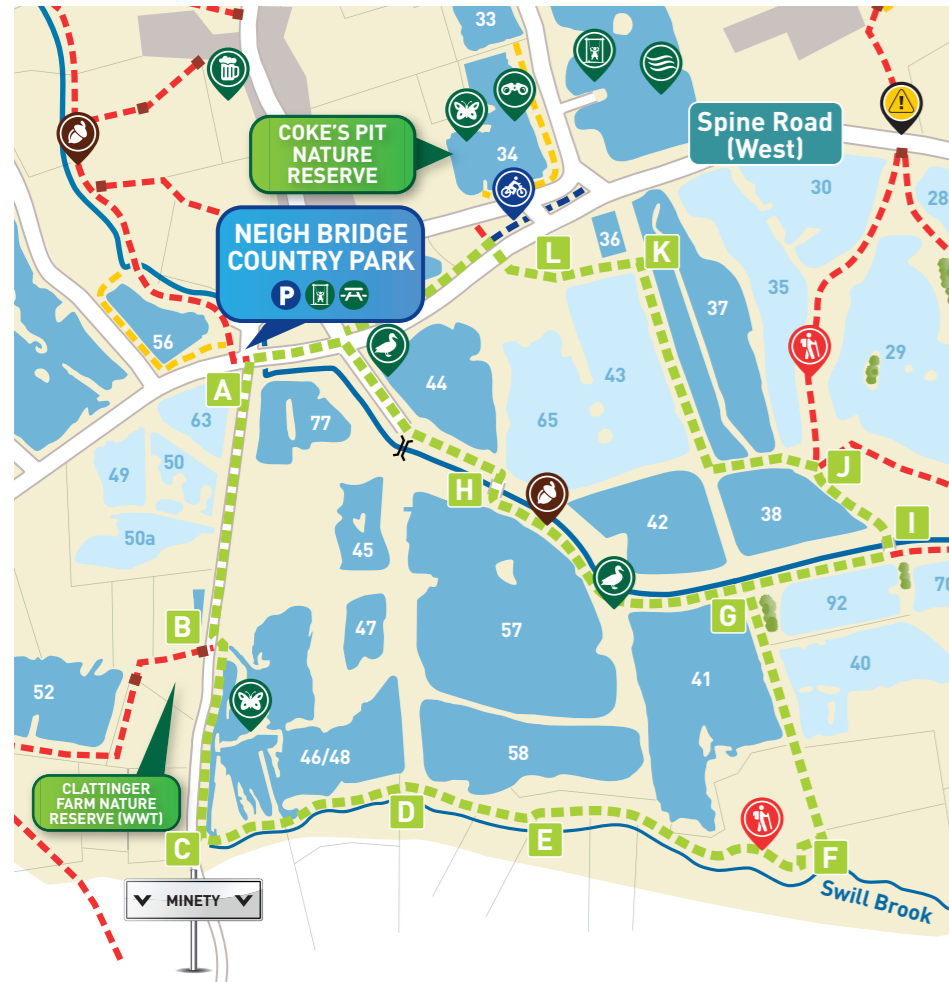 33
COKE'S PIT
NATURE
RESERVE
34
Spine Road
(West)
30
28
NEIGH BRIDGE
COUNTRY PARK
P
36
L
K
37
35
29
56
A
44
43
63
77
65
49
50
50a
H
J
45
42
38
I
B
47
57
G
92
70
40
41
52
46/48
58
CLATTINGER
FARM NATURE
RESERVE (WWT)
C
D
E
F
MINETY
Swill Brook